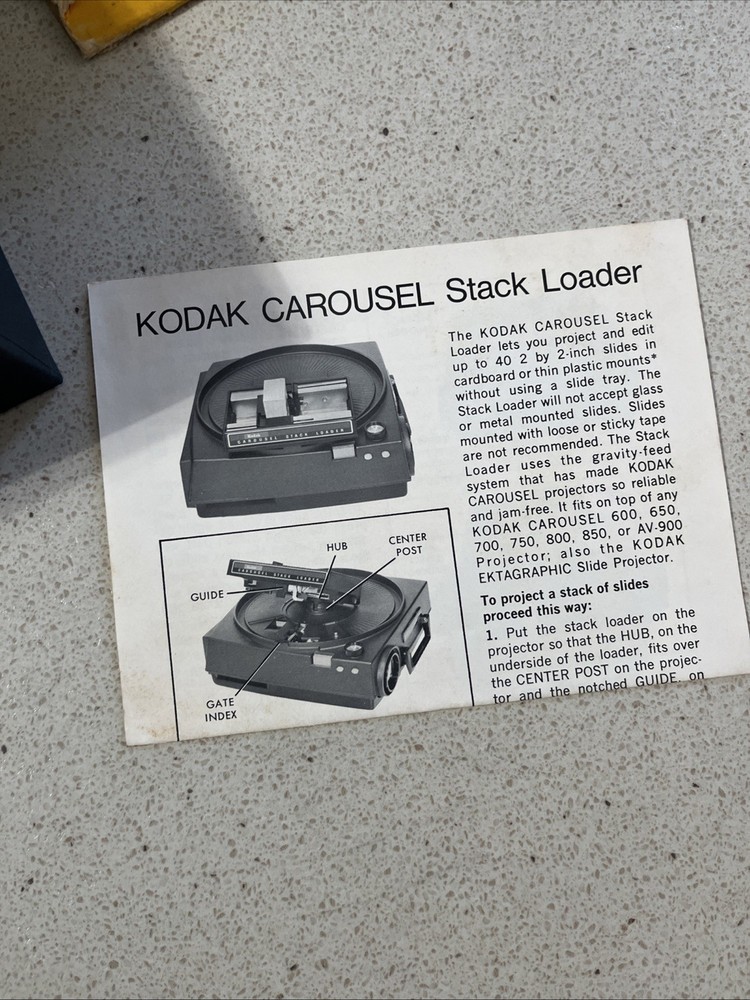 KODAK CAROUSEL Stack Loader
CAROUSEL STACK LOADER
CAROUSEL STACK LOADER
HUB
CENTER
POST
GUIDE
GATE
INDEX
The KODAK CAROUSEL Stack
Loader lets you project and edit
up to 40 2 by 2-inch slides in
cardboard or thin plastic mounts*
without using a slide tray. The
Stack Loader will not accept glass
or metal mounted slides. Slides
mounted with loose or sticky tape
are not recommended. The Stack
Loader uses the gravity-feed
system that has made KODAK
CAROUSEL projectors so reliable
and jam-free. It fits on top of any
KODAK CAROUSEL 600, 650,
700, 750, 800, 850, or AV-900
Projector; also the KODAK
EKTAGRAPHIC Slide Projector.
To project a stack of slides
proceed this way:
1. Put the stack loader on the
projector so that the HUB, on the
underside of the loader, fits over
the CENTER POST on the projec-
tor and the notched GUIDE, on